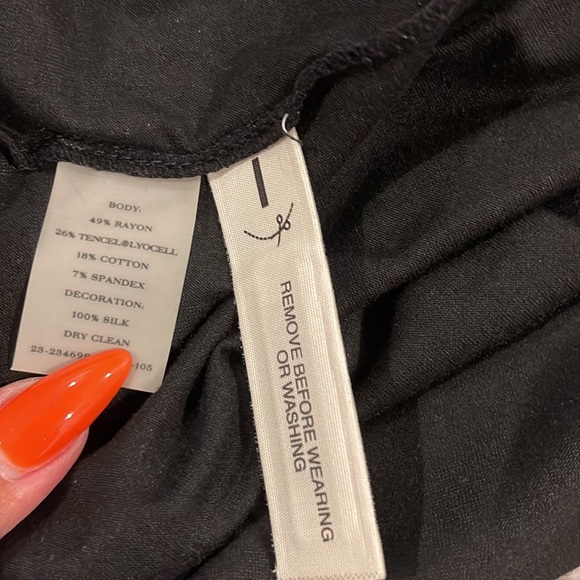 BODY:
49% RAYON
26% TENCEL®LYOCELL
18% COTTON
7% SPANDEX
DECORATION:
100% SILK
DRY CLEAN
REMOVE BEFORE WEARING
OR WASHING